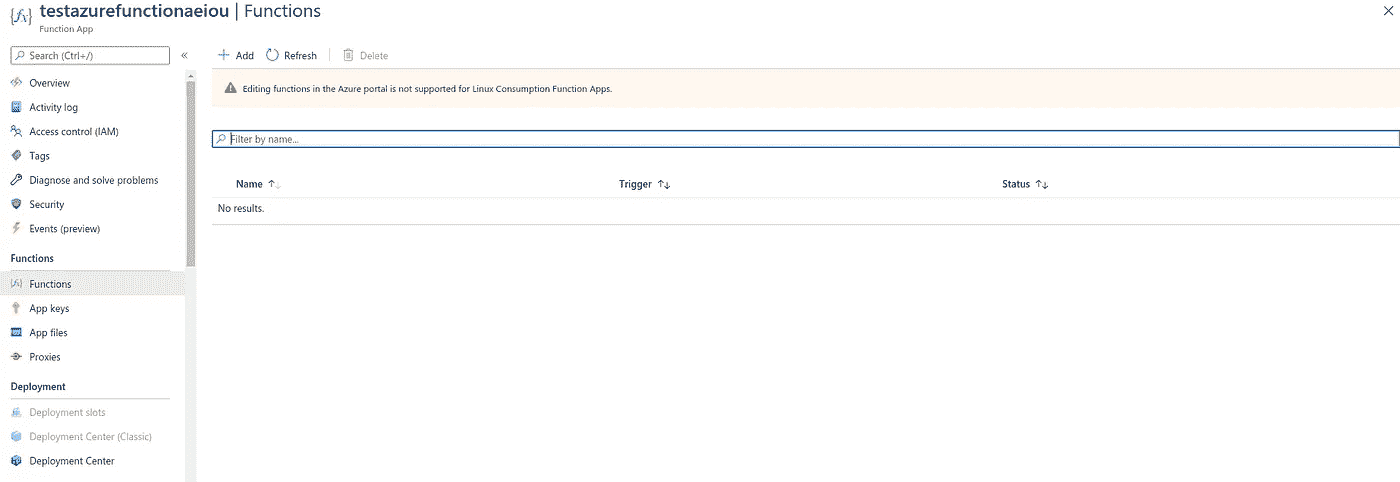 testazurefunctionaeiou | Functions
Function App
Search (Ctrl+/)
«
Overview
Activity log
Access control (IAM)
Tags
Diagnose and solve problems
Security
Events (preview)
Functions
Functions
App keys
App files
Proxies
Deployment
Deployment slots
Deployment Center (Classic)
Deployment Center
Add Refresh Delete
Editing functions in the Azure portal is not supported for Linux Consumption Function Apps.
Filter by name...
Name Trigger Status
No results.